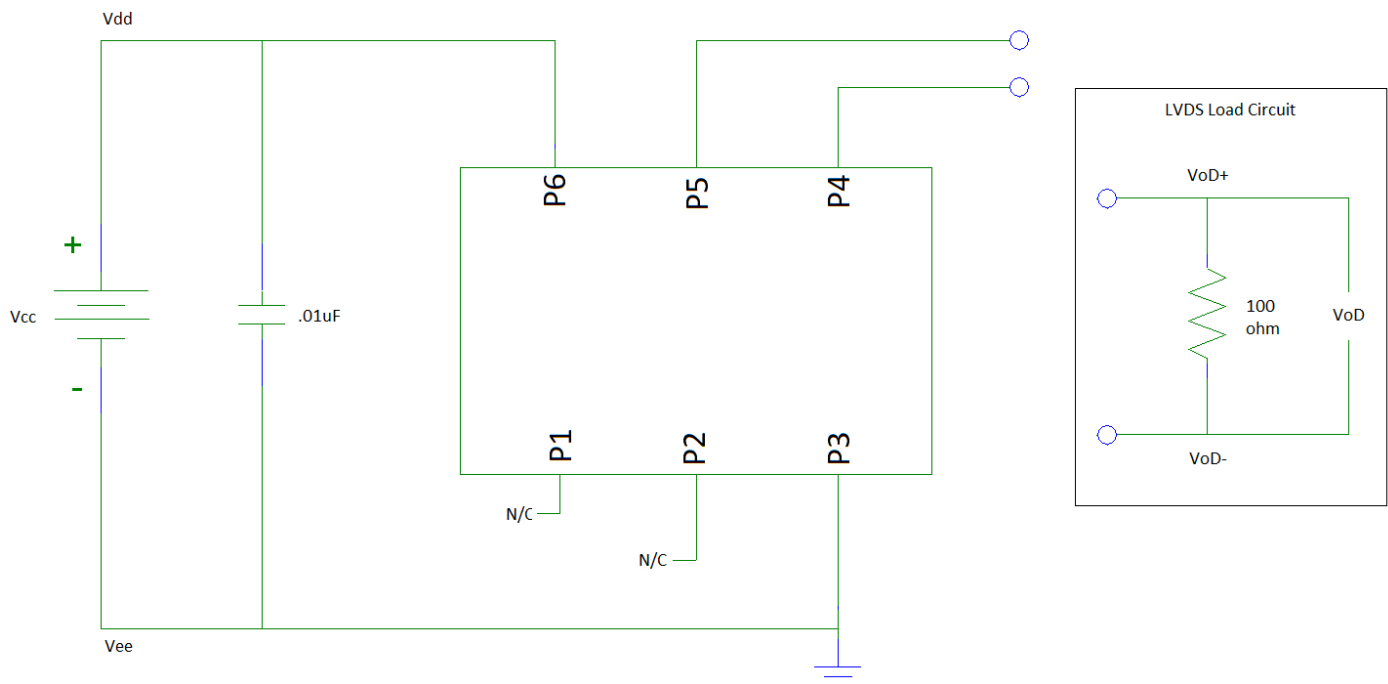 Vdd
LVDS Load Circuit
P6
P5
P4
VoD+
+
Vcc
.01uF
100
ohm
VoD
-
P1
P2
P3
VoD-
N/C
N/C
Vee